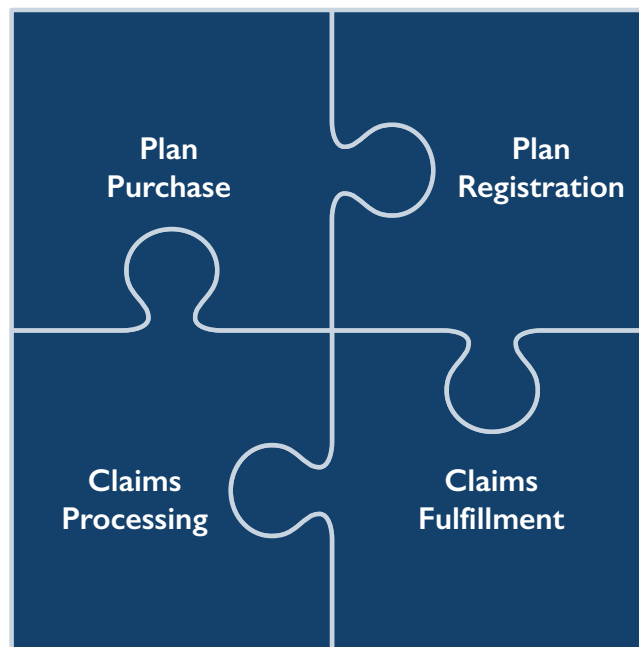 Plan
Purchase
Plan
Registration
Claims
Processing
Claims
Fulfillment